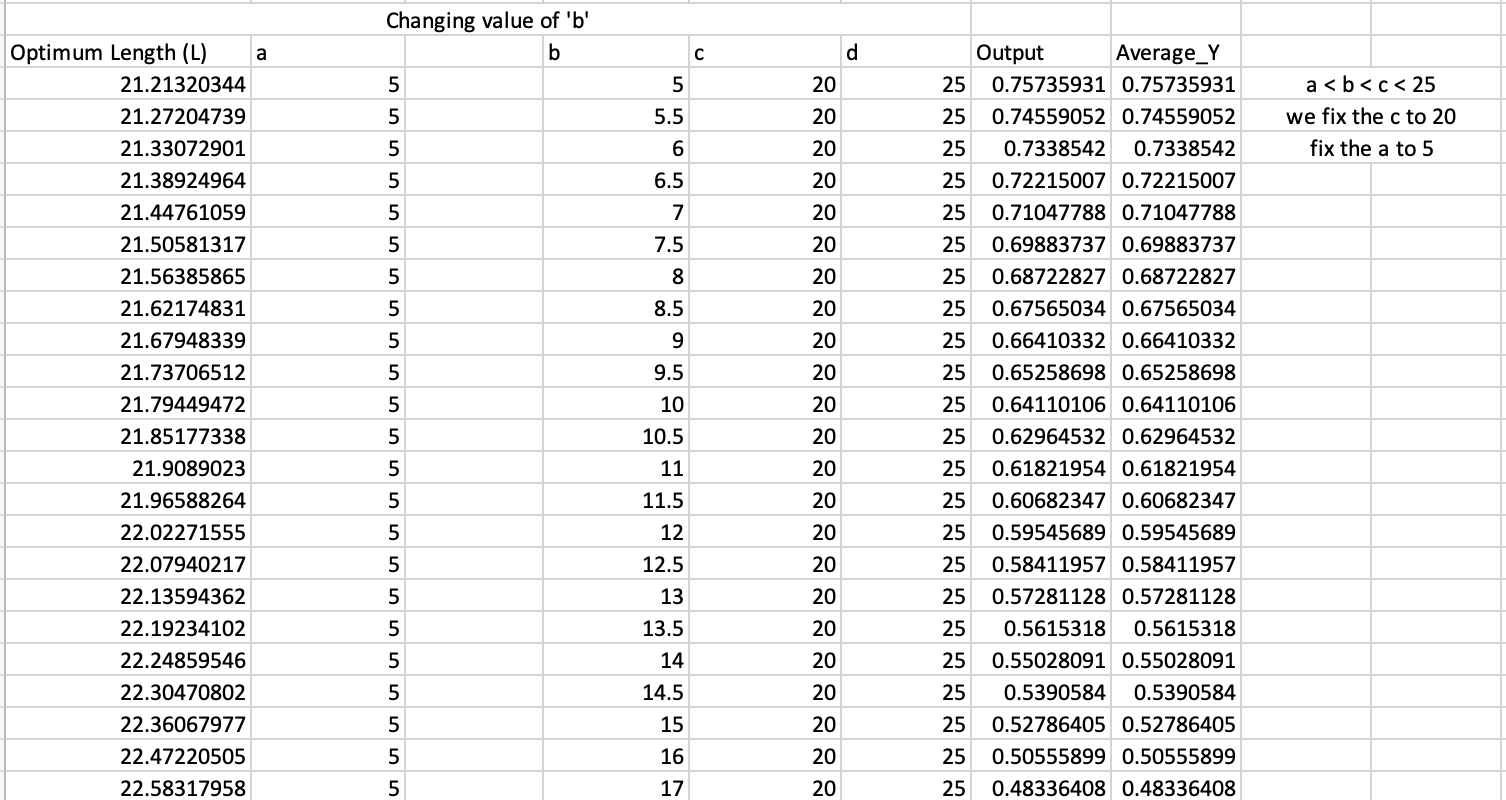 Changing value of 'b'
Optimum Length (L) a b c d Output Average_Y
21.21320344 5 5 20 25 0.75735931 0.75735931 a < b < c < 25
21.27204739 5 5.5 20 25 0.74559052 0.74559052 we fix the c to 20
21.33072901 5 6 20 25 0.7338542 0.7338542 fix the a to 5
21.38924964 5 6.5 20 25 0.72215007 0.72215007
21.44761059 5 7 20 25 0.71047788 0.71047788
21.50581317 5 7.5 20 25 0.69883737 0.69883737
21.56385865 5 8 20 25 0.68722827 0.68722827
21.62174831 5 8.5 20 25 0.67565034 0.67565034
21.67948339 5 9 20 25 0.66410332 0.66410332
21.73706512 5 9.5 20 25 0.65258698 0.65258698
21.79449472 5 10 20 25 0.64110106 0.64110106
21.85177338 5 10.5 20 25 0.62964532 0.62964532
21.9089023 5 11 20 25 0.61821954 0.61821954
21.96588264 5 11.5 20 25 0.60682347 0.60682347
22.02271555 5 12 20 25 0.59545689 0.59545689
22.07940217 5 12.5 20 25 0.58411957 0.58411957
22.13594362 5 13 20 25 0.57281128 0.57281128
22.19234102 5 13.5 20 25 0.5615318 0.5615318
22.24859546 5 14 20 25 0.55028091 0.55028091
22.30470802 5 14.5 20 25 0.5390584 0.5390584
22.36067977 5 15 20 25 0.52786405 0.52786405
22.47220505 5 16 20 25 0.50555899 0.50555899
22.58317958 5 17 20 25 0.48336408 0.48336408